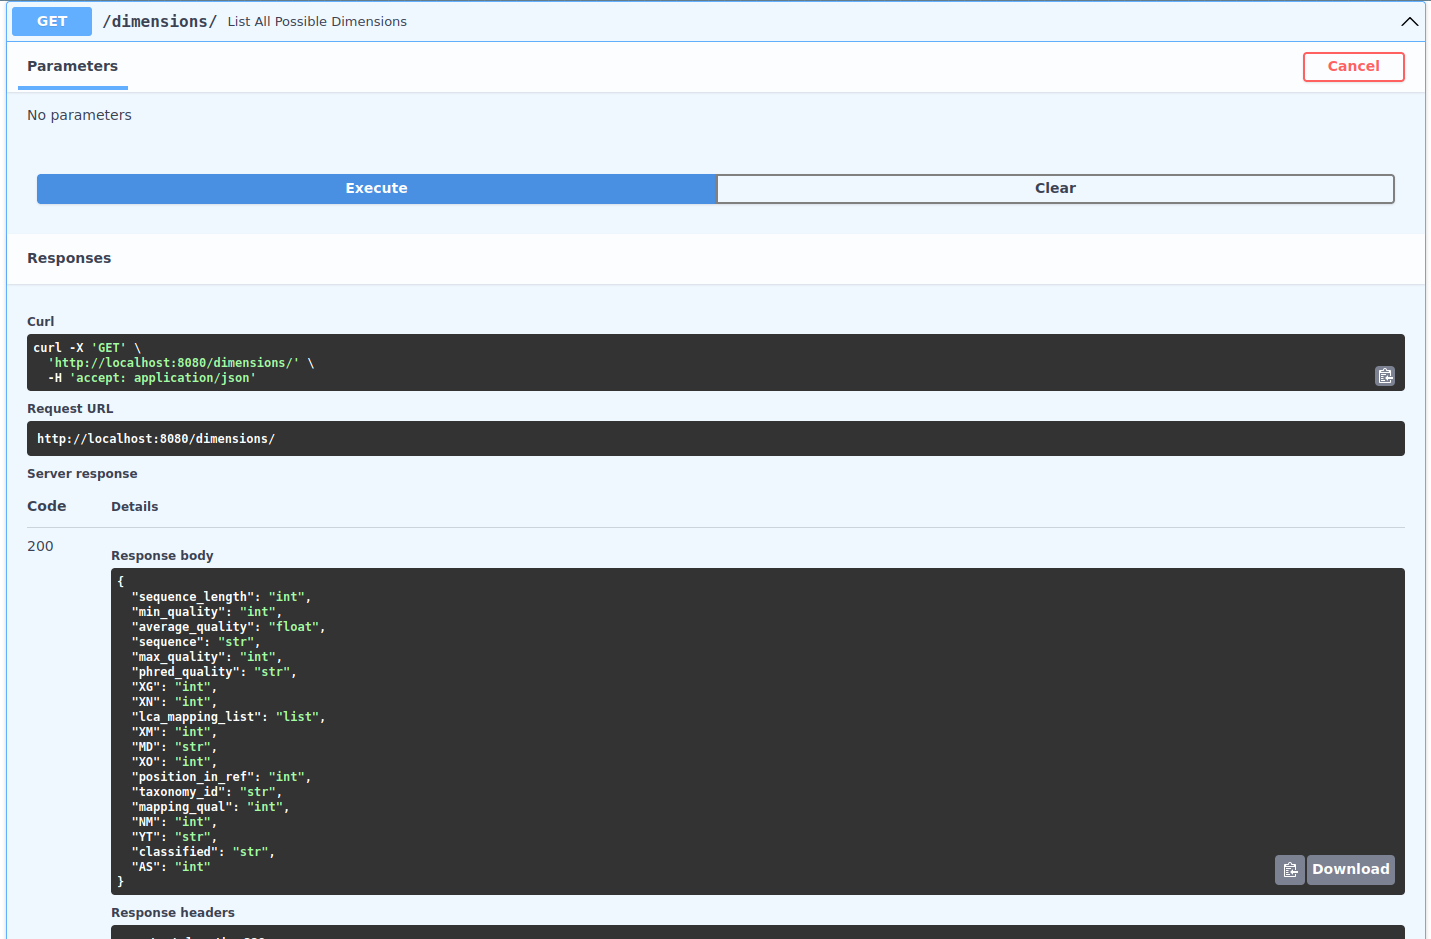 GET /dimensions/ List All Possible Dimensions
Parameters
Cancel
No parameters
Execute
Clear
Responses
Curl
curl -X 'GET' \
  'http://localhost:8080/dimensions/' \
  -H 'accept: application/json'
Request URL
http://localhost:8080/dimensions/
Server response
Code Details
200
Response body
{
  "sequence_length": "int",
  "min_quality": "int",
  "average_quality": "float",
  "sequence": "str",
  "max_quality": "int",
  "phred_quality": "str",
  "XG": "int",
  "XN": "int",
  "lca_mapping_list": "list",
  "XM": "int",
  "MD": "str",
  "XO": "int",
  "position_in_ref": "int",
  "taxonomy_id": "str",
  "mapping_qual": "int",
  "NM": "int",
  "YT": "str",
  "classified": "str",
  "AS": "int"
}
Download
Response headers